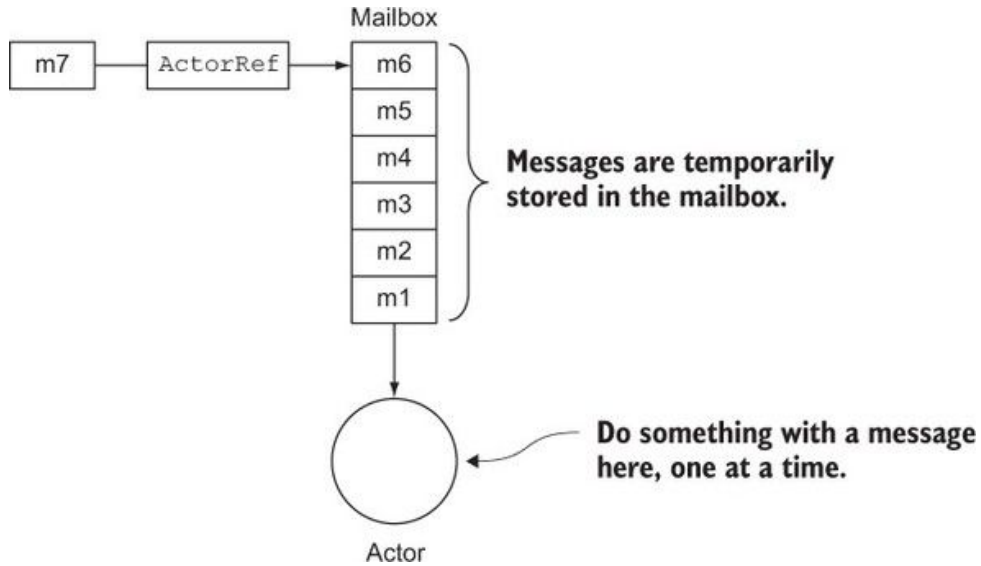 Mailbox
m7
ActorRef
m6
m5
m4
m3
m2
m1
Messages are temporarily
stored in the mailbox.
Do something with a message
here, one at a time.
Actor